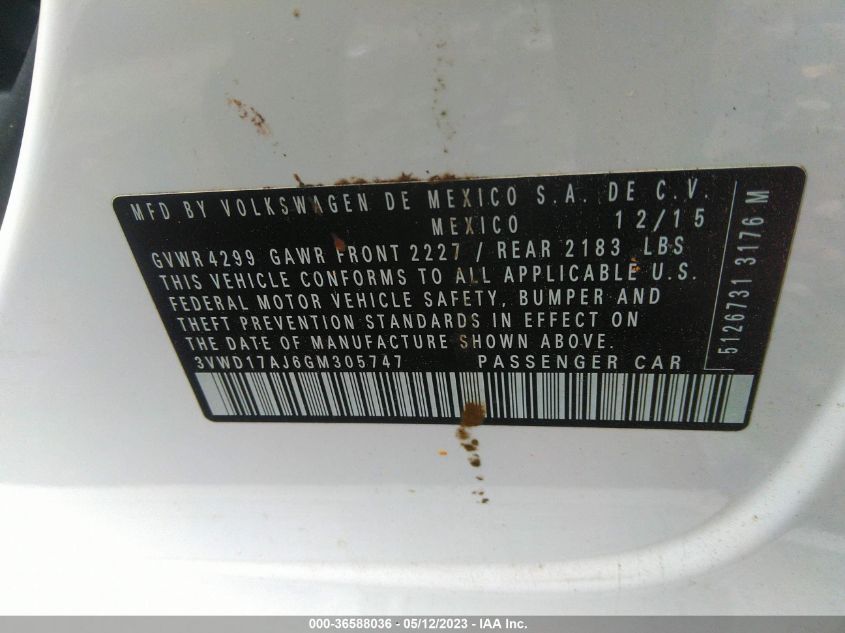 MFD BY VOLKSWAGEN DE MEXICO S.A. DE C.V.
MEXICO 12/15
GVWR 4299 GAWR FRONT 2227 / REAR 2183 LBS
THIS VEHICLE CONFORMS TO ALL APPLICABLE U.S.
FEDERAL MOTOR VEHICLE SAFETY, BUMPER AND
THEFT PREVENTION STANDARDS IN EFFECT ON
THE DATE OF MANUFACTURE SHOWN ABOVE.
3VWD17AJ6GM305747 PASSENGER CAR
5126731 3176 M
000-36588036 - 05/12/2023 - IAA Inc.